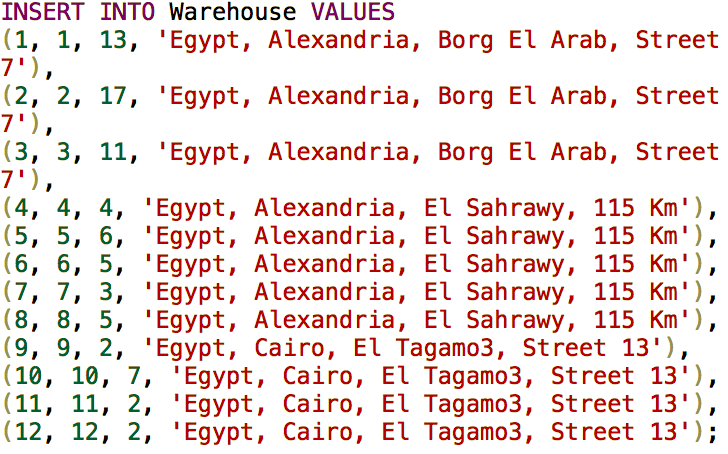 INSERT INTO Warehouse VALUES
(1, 1, 13, 'Egypt, Alexandria, Borg El Arab, Street
7'),
(2, 2, 17, 'Egypt, Alexandria, Borg El Arab, Street
7'),
(3, 3, 11, 'Egypt, Alexandria, Borg El Arab, Street
7'),
(4, 4, 4, 'Egypt, Alexandria, El Sahrawy, 115 Km'),
(5, 5, 6, 'Egypt, Alexandria, El Sahrawy, 115 Km'),
(6, 6, 5, 'Egypt, Alexandria, El Sahrawy, 115 Km'),
(7, 7, 3, 'Egypt, Alexandria, El Sahrawy, 115 Km'),
(8, 8, 5, 'Egypt, Alexandria, El Sahrawy, 115 Km'),
(9, 9, 2, 'Egypt, Cairo, El Tagamo3, Street 13'),
(10, 10, 7, 'Egypt, Cairo, El Tagamo3, Street 13'),
(11, 11, 2, 'Egypt, Cairo, El Tagamo3, Street 13'),
(12, 12, 2, 'Egypt, Cairo, El Tagamo3, Street 13');